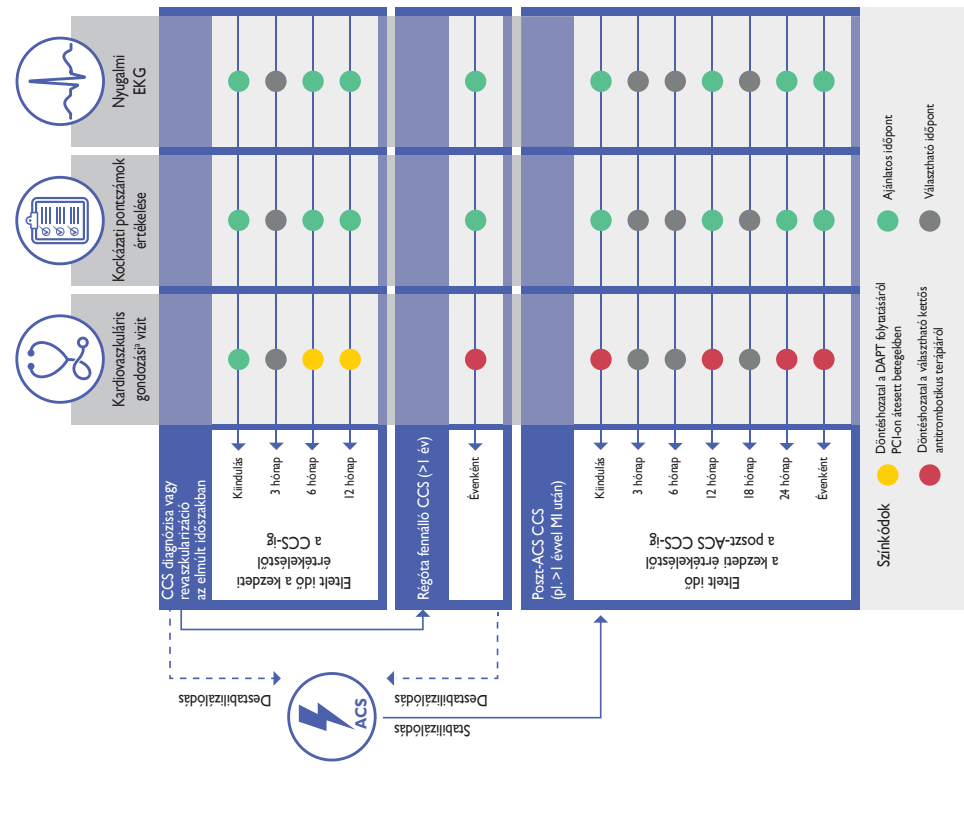 Nyugalmi
EKG
Kockázati pontszámok
értékelése
Kardiovaszkuláris
gondozásiª vizit
CCS diagnózisa vagy
revaszkularizáció
az elmúlt időszakban
Kiindulás
3 hónap
6 hónap
12 hónap
Eltelt idő a kezdeti
értékeléstől
a CCS-ig
Régóta fennálló CCS (>1 év)
Évenként
Poszt-ACS CCS
(pl. >1 évvel MI után)
Kiindulás
3 hónap
6 hónap
12 hónap
18 hónap
24 hónap
Évenként
Eltelt idő
a kezdeti értékeléstől
a poszt-ACS CCS-ig
Destabilizálódás
ACS
Destabilizálódás
Stabilizálódás
Színkódok
Döntéshozatal a DAPT folytatásáról
PCI-on átesett betegekben
Döntéshozatal a választható kettős
antitrombotikus terápiáról
Ajánlatos időpont
Választható időpont